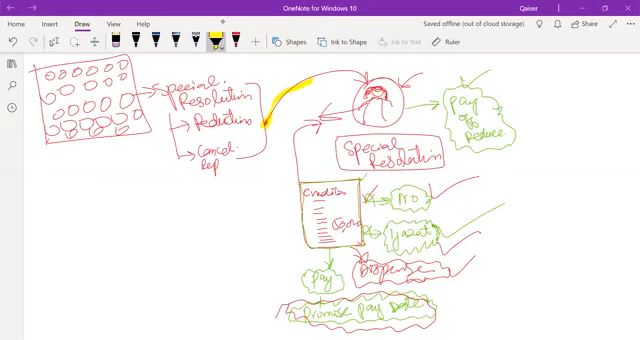 OneNote for Windows 10
Saved offline (out of cloud storage)
Qaiser
File
Home
Insert
Draw
View
Help
Shapes
Ink to Shape
Ink to Text
Ruler
Share
Special
Resolution
Reduction
Cancel
Rep
Pay
off
Reduce
Special
Resolution
Creditor
NO
Pay
Dispense
Promise Pay